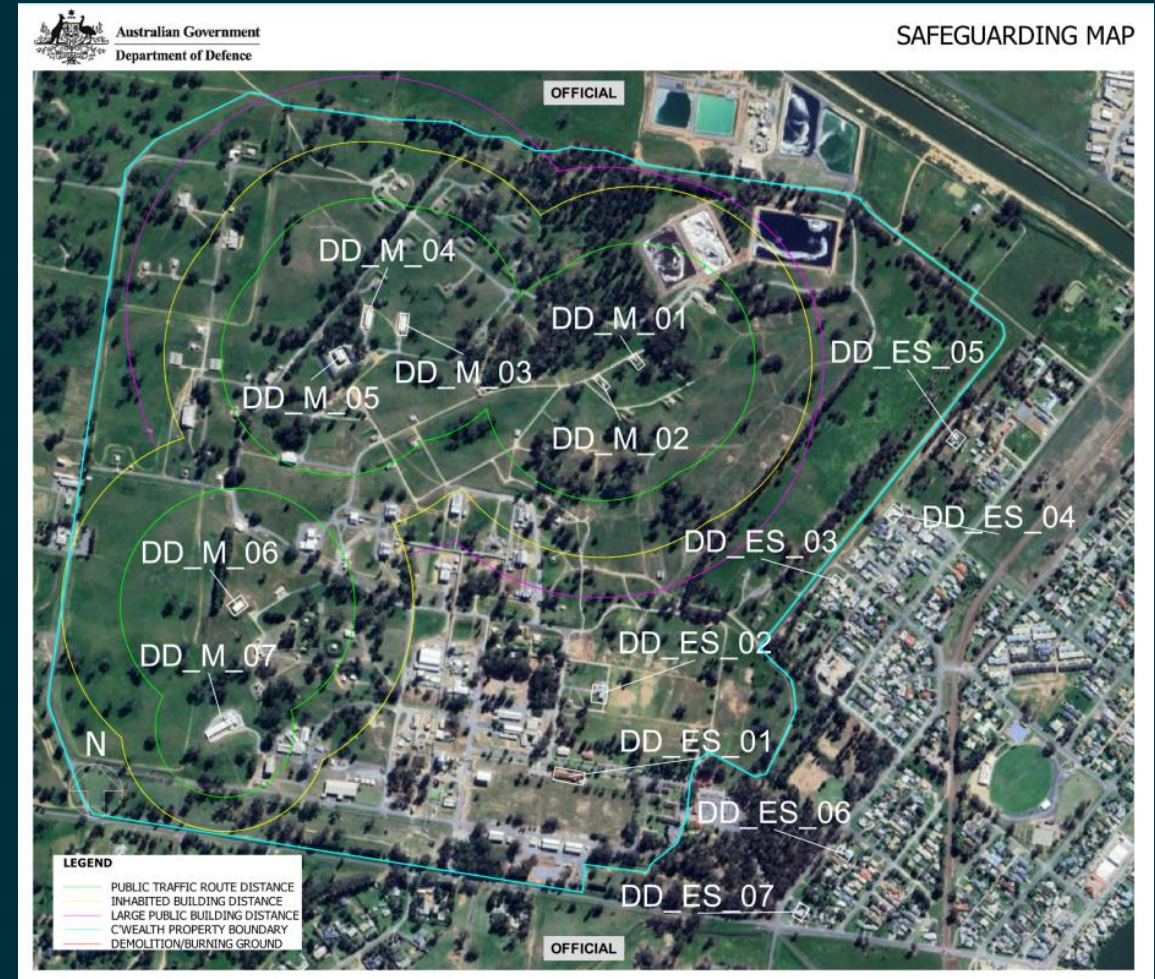 Australian Government
Department of Defence
SAFEGUARDING MAP
OFFICIAL
DD_M_04
DD_M_01
DD_ES_05
DD_M_03
DD_M_05
DD_M_02
DD_ES_04
DD_ES_03
DD_M_06
DD_ES_02
DD_M_07
N
DD_ES_01
DD_ES_06
LEGEND
PUBLIC TRAFFIC ROUTE DISTANCE
INHABITED BUILDING DISTANCE
LARGE PUBLIC BUILDING DISTANCE
C'WEALTH PROPERTY BOUNDARY
DEMOLITION/BURNING GROUND
DD_ES_07
OFFICIAL